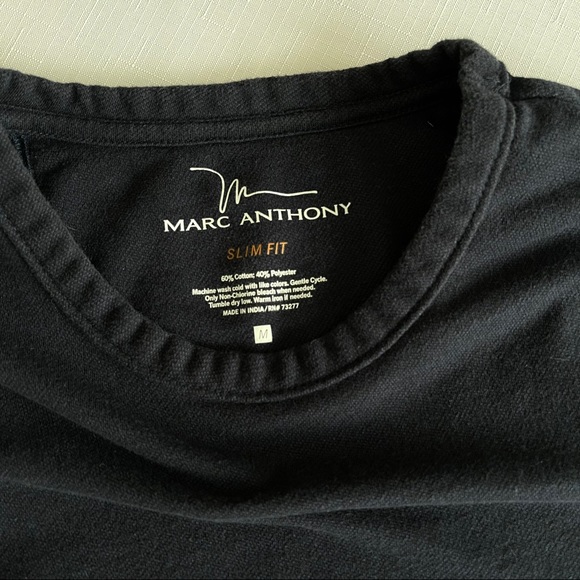 MARC ANTHONY
SLIM FIT
60% Cotton; 40% Polyester
Machine wash cold with like colors. Gentle Cycle.
Only Non-Chlorine bleach when needed.
Tumble dry low. Warm Iron if needed.
MADE IN INDIA/RN# 73277
M